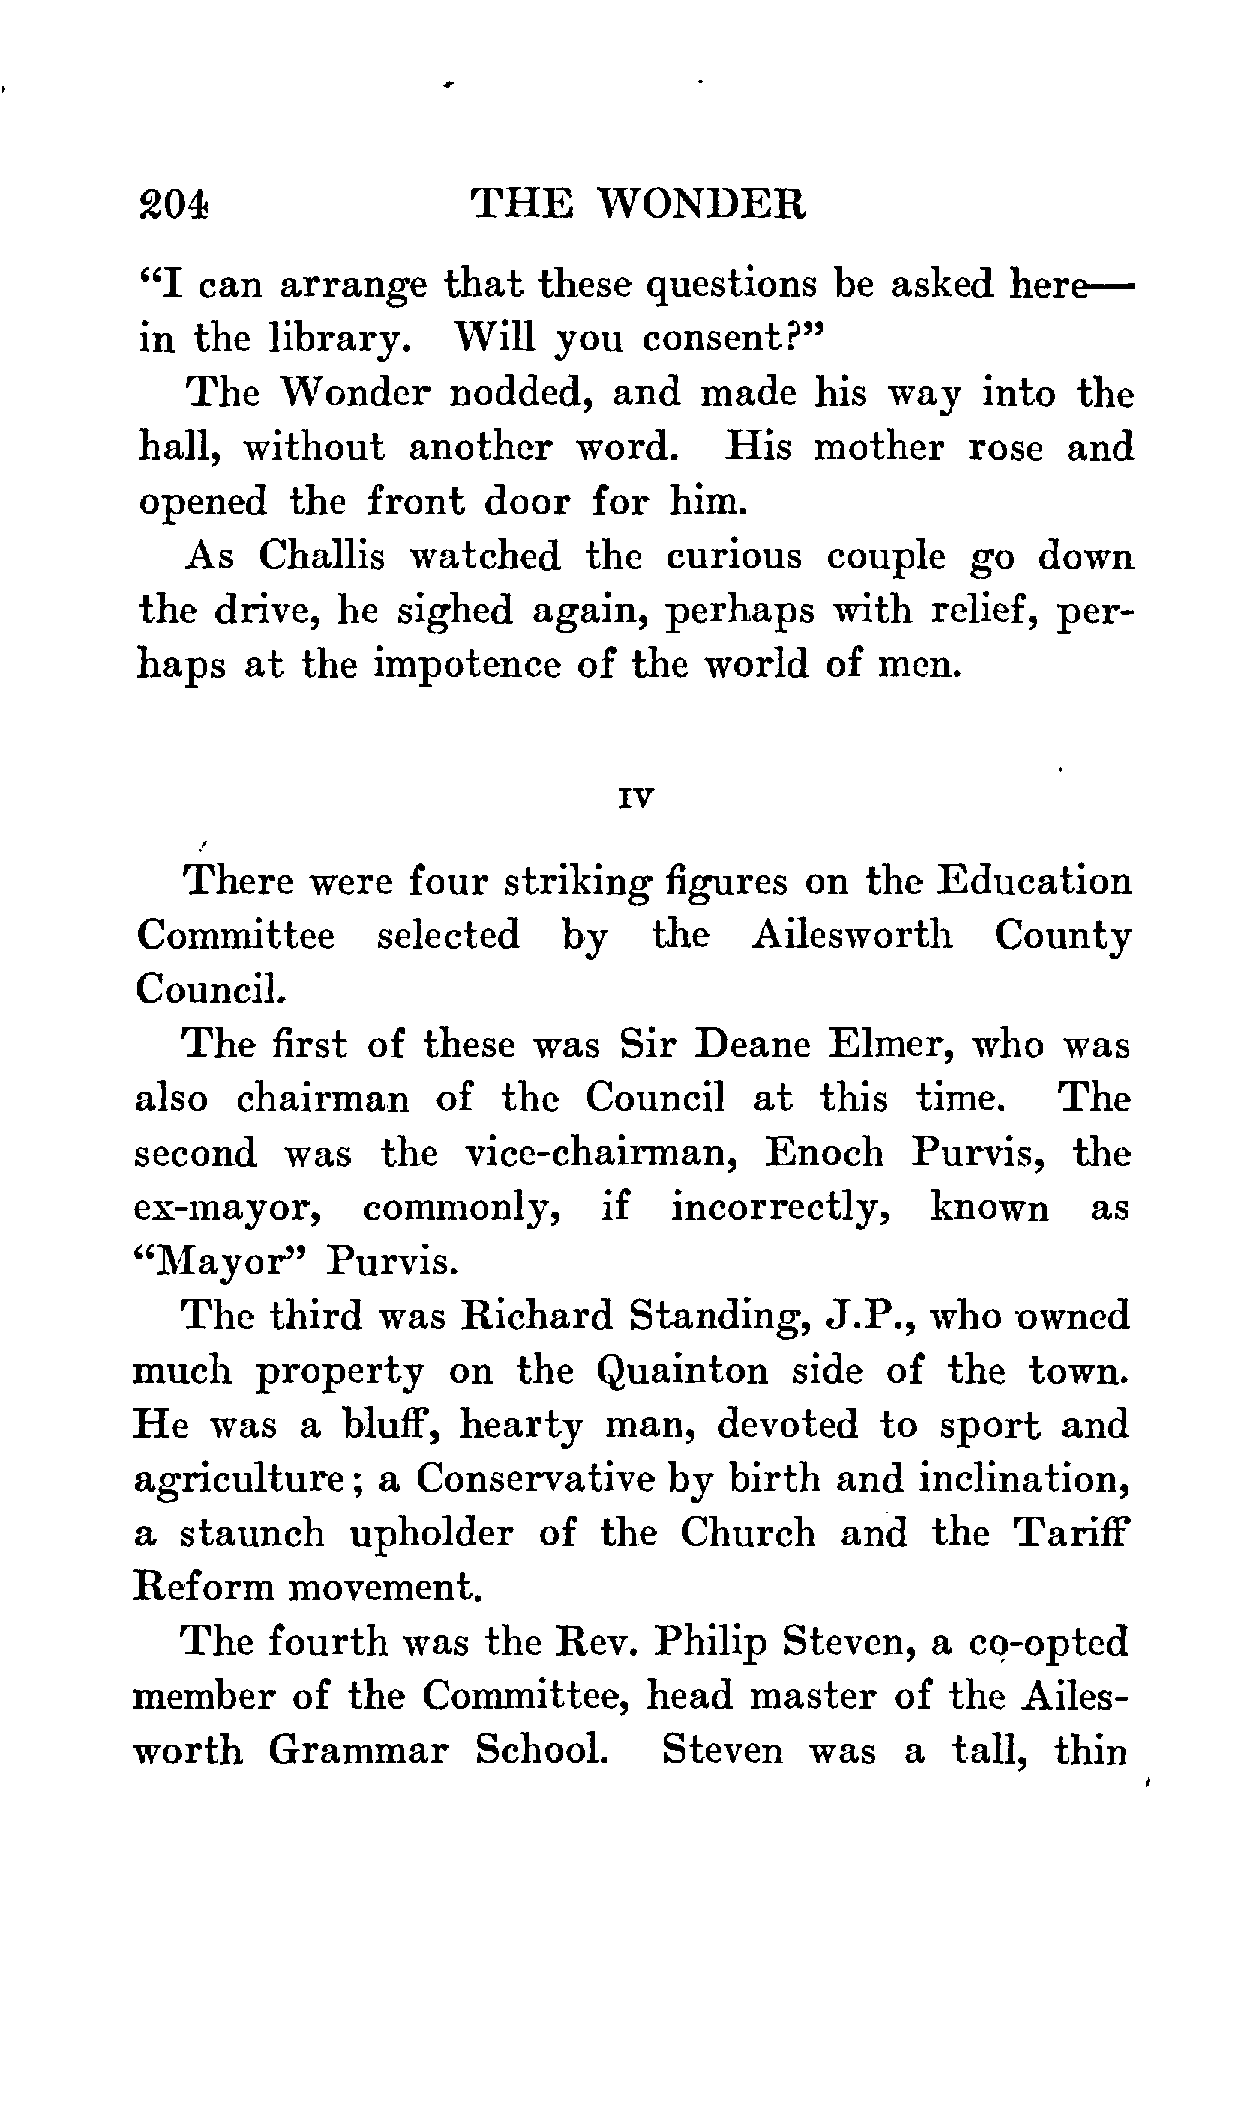 204 THE WONDER
“I can arrange that these questions be asked here—
in the library. Will you consent?”
The Wonder nodded, and made his way into the
hall, without another word. His mother rose and
opened the front door for him.
As Challis watched the curious couple go down
the drive, he sighed again, perhaps with relief, per-
haps at the impotence of the world of men.
IV
There were four striking figures on the Education
Committee selected by the Ailesworth County
Council.
The first of these was Sir Deane Elmer, who was
also chairman of the Council at this time. The
second was the vice-chairman, Enoch Purvis, the
ex-mayor, commonly, if incorrectly, known as
“Mayor” Purvis.
The third was Richard Standing, J.P., who owned
much property on the Quainton side of the town.
He was a bluff, hearty man, devoted to sport and
agriculture; a Conservative by birth and inclination,
a staunch upholder of the Church and the Tariff
Reform movement.
The fourth was the Rev. Philip Steven, a co-opted
member of the Committee, head master of the Ailes-
worth Grammar School. Steven was a tall, thin